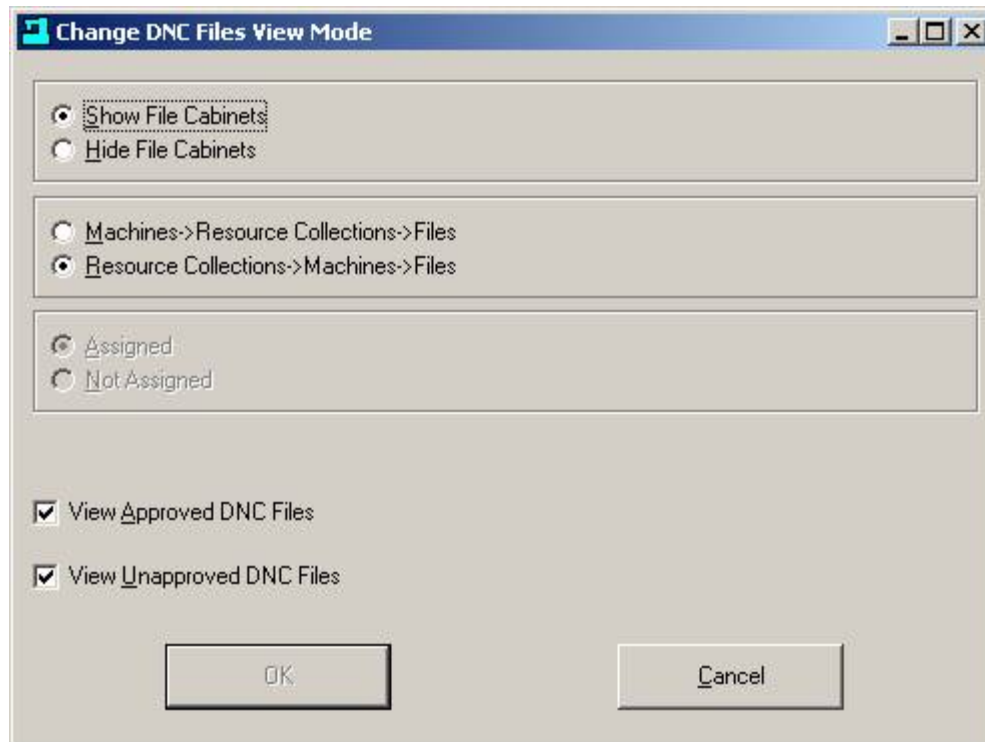 Change DNC Files View Mode
Show File Cabinets
Hide File Cabinets
Machines->Resource Collections->Files
Resource Collections->Machines->Files
Assigned
Not Assigned
View Approved DNC Files
View Unapproved DNC Files
OK
Cancel